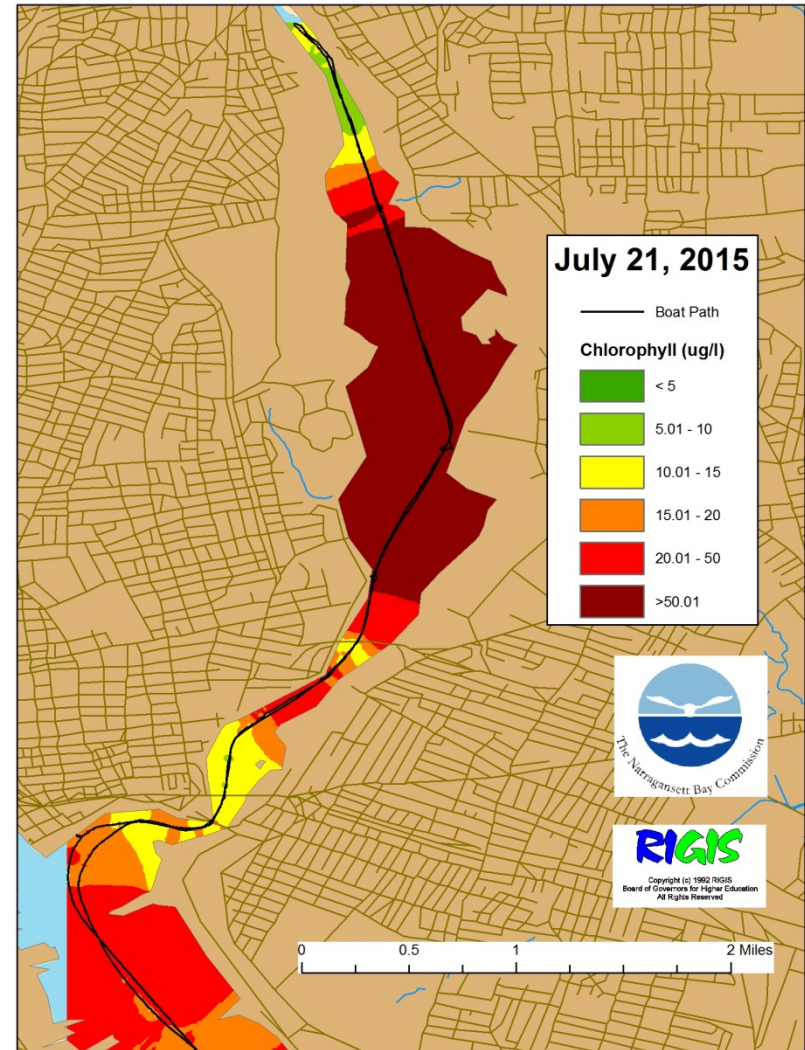 July 21, 2015
Boat Path
Chlorophyll (ug/l)
< 5
5.01 - 10
10.01 - 15
15.01 - 20
20.01 - 50
>50.01
The Narragansett Bay Commission
RIGIS
Copyright (c) 1992 RIGIS
Board of Governors for Higher Education
All Rights Reserved
0 0.5 1 2 Miles